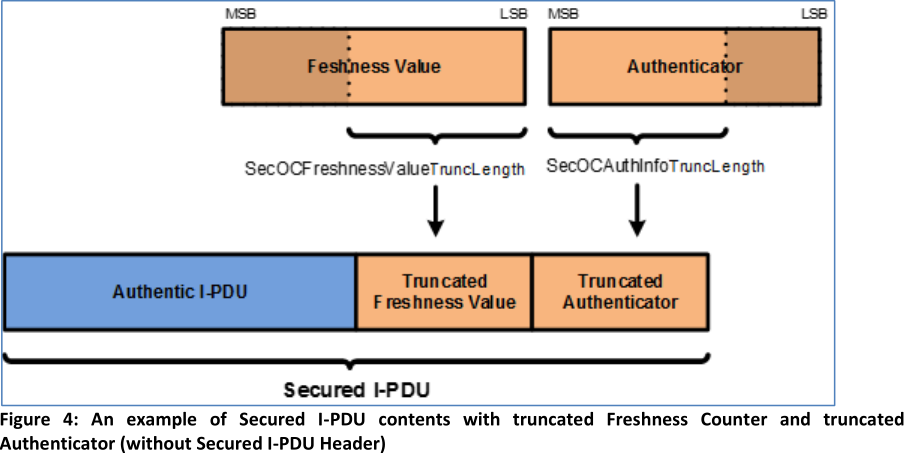 MSB LSB MSB LSB
Feshness Value Authenticator
SecOCFreshnessValueTruncLength SecOCAuthInfoTruncLength
Authentic I-PDU
Truncated
Freshness Value
Truncated
Authenticator
Secured I-PDU
Figure 4: An example of Secured I-PDU contents with truncated Freshness Counter and truncated
Authenticator (without Secured I-PDU Header)